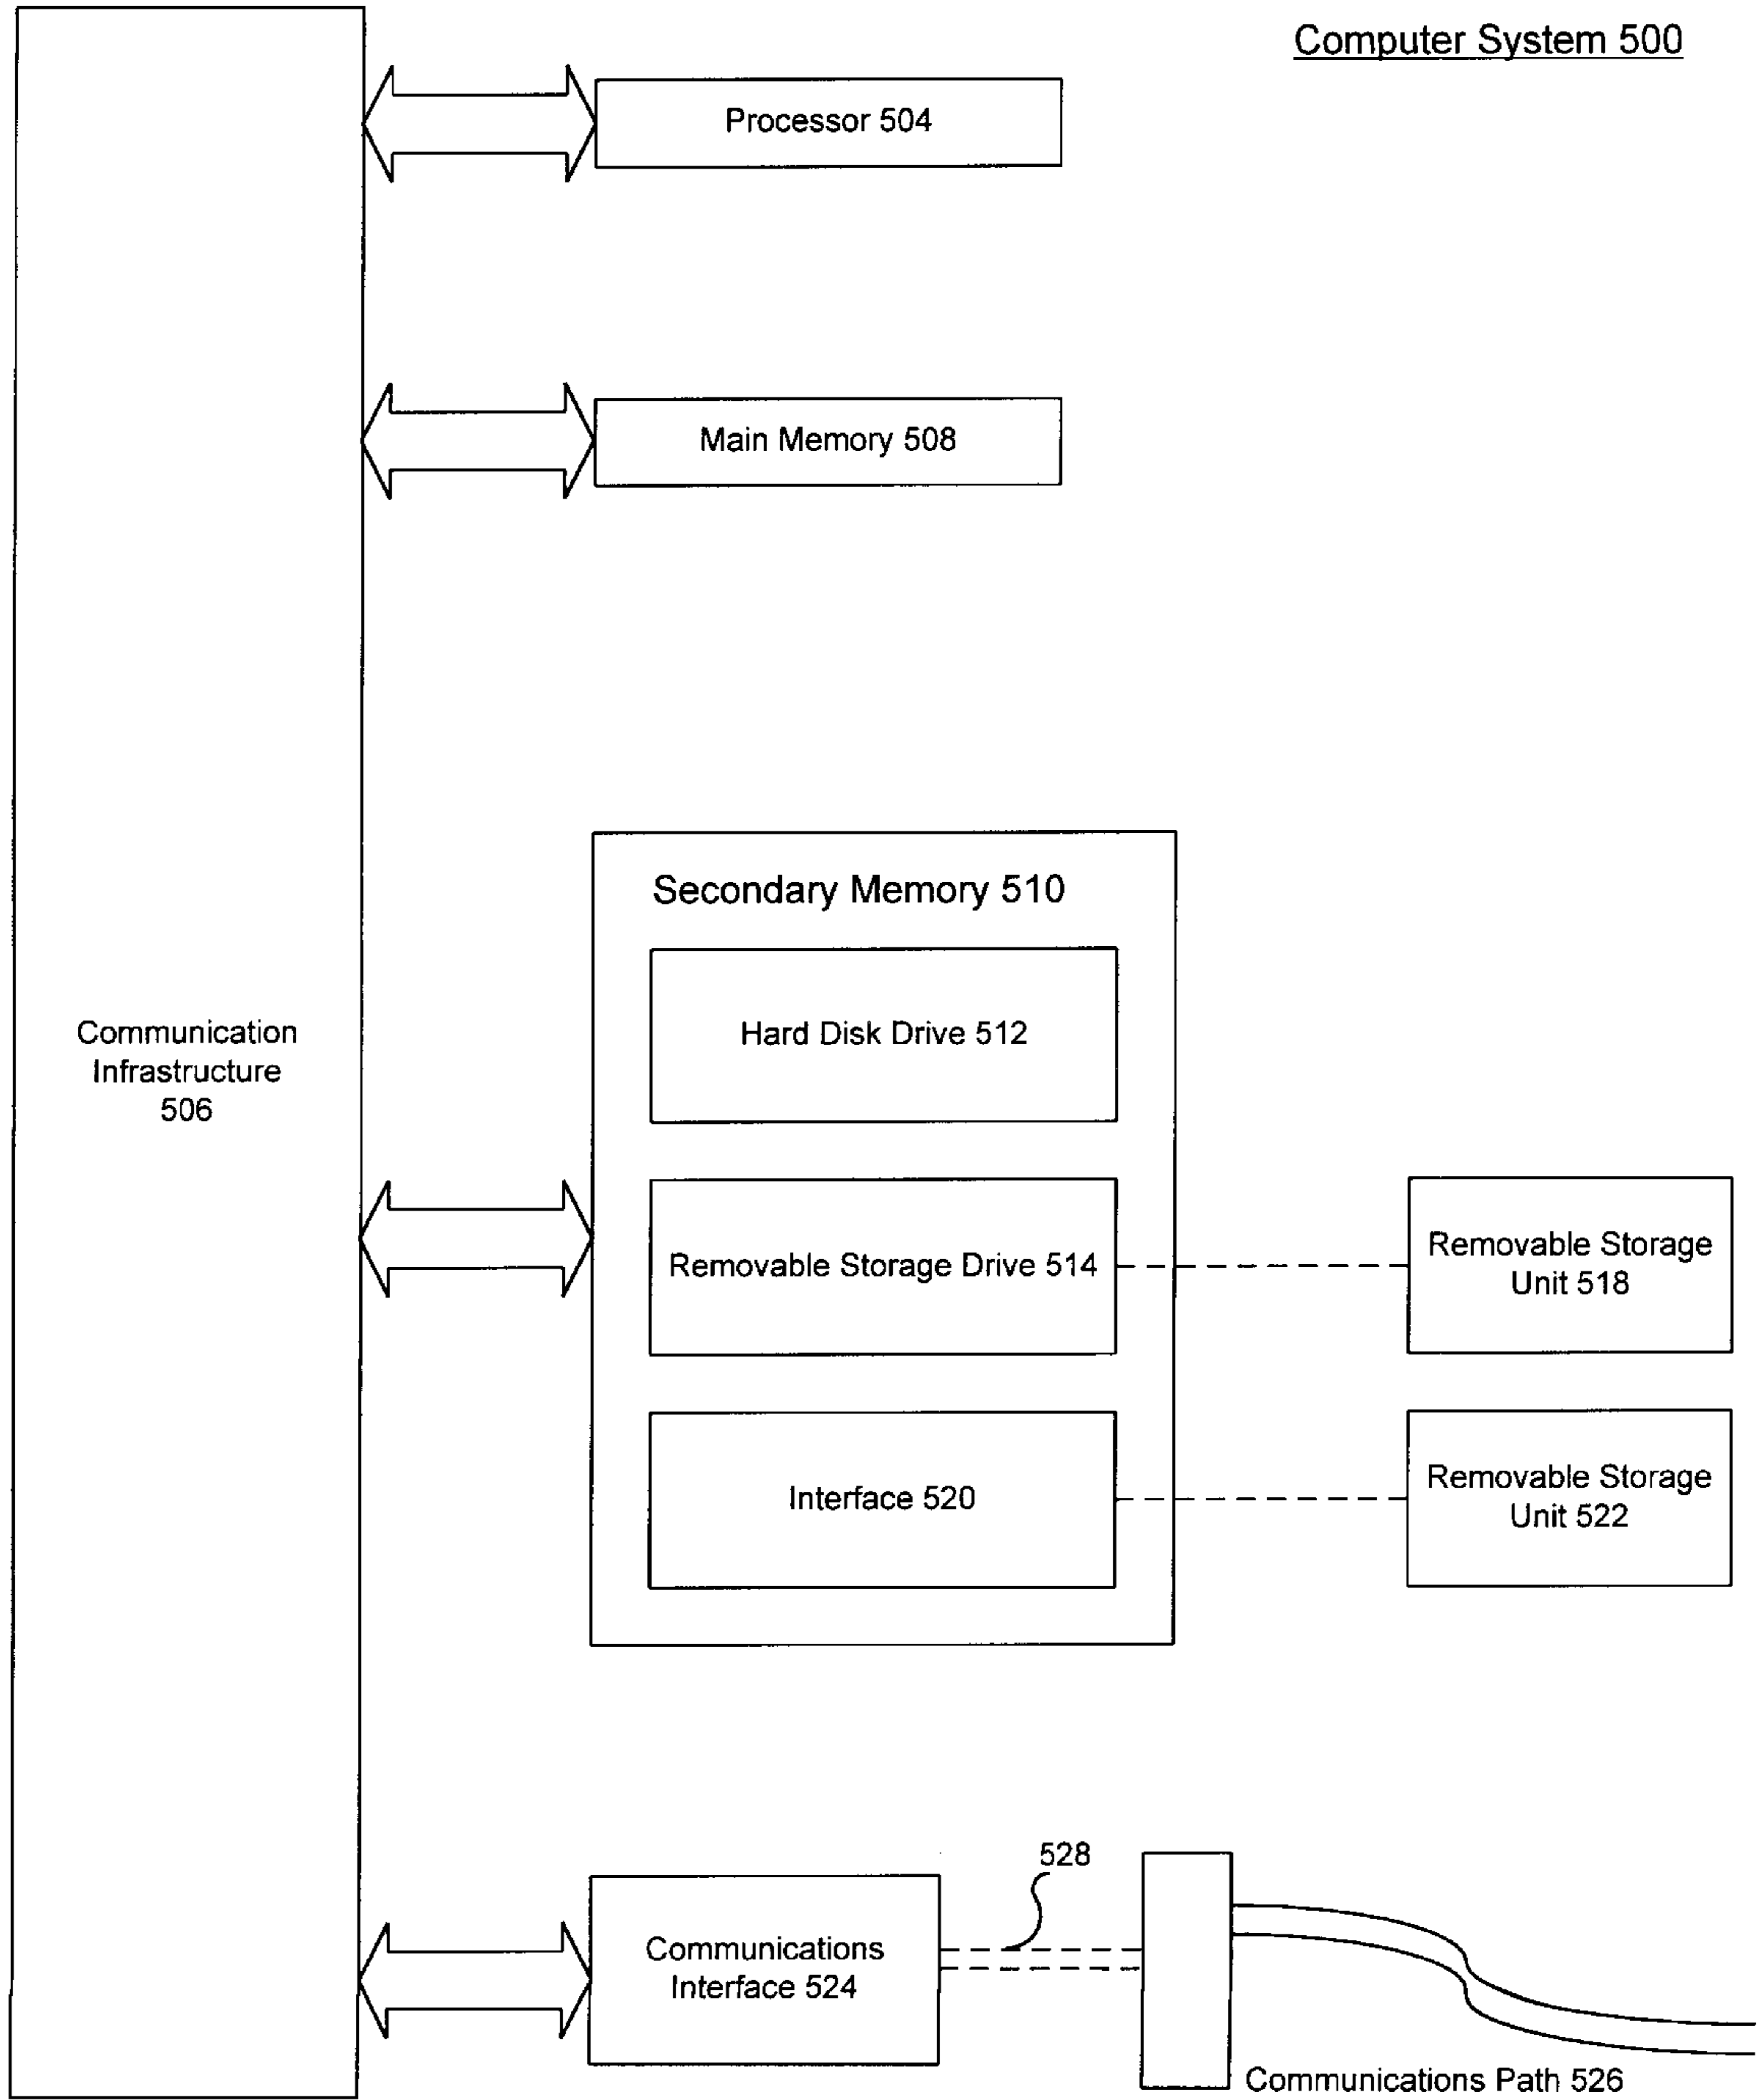 Computer System 500
Processor 504
Main Memory 508
Secondary Memory 510
Hard Disk Drive 512
Communication
Infrastructure
506
Removable Storage Drive 514
Removable Storage
Unit 518
Interface 520
Removable Storage
Unit 522
528
Communications
Interface 524
Communications Path 526